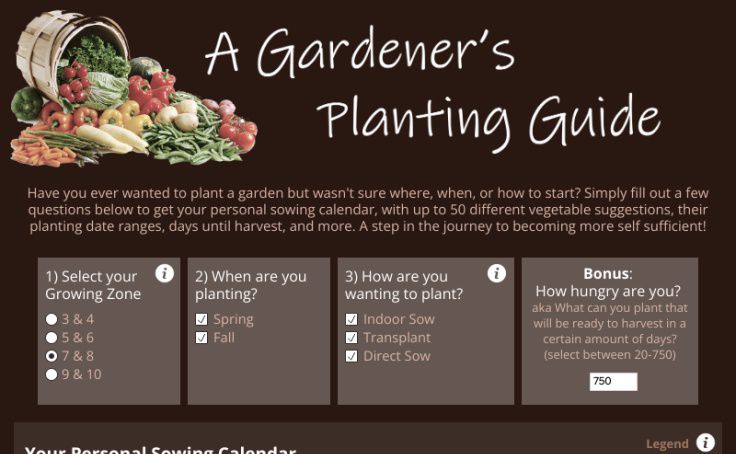 A Gardener's
Planting Guide
Have you ever wanted to plant a garden but wasn't sure where, when, or how to start? Simply fill out a few
questions below to get your personal sowing calendar, with up to 50 different vegetable suggestions, their
planting date ranges, days until harvest, and more. A step in the journey to becoming more self sufficient!
1) Select your
Growing Zone
i
3 & 4
5 & 6
7 & 8
9 & 10
2) When are you
planting?
Spring
Fall
3) How are you
wanting to plant?
i
Indoor Sow
Transplant
Direct Sow
Bonus:
How hungry are you?
aka What can you plant that
will be ready to harvest in a
certain amount of days?
(select between 20-750)
750
Legend i
Your Personal Sowing Calendar